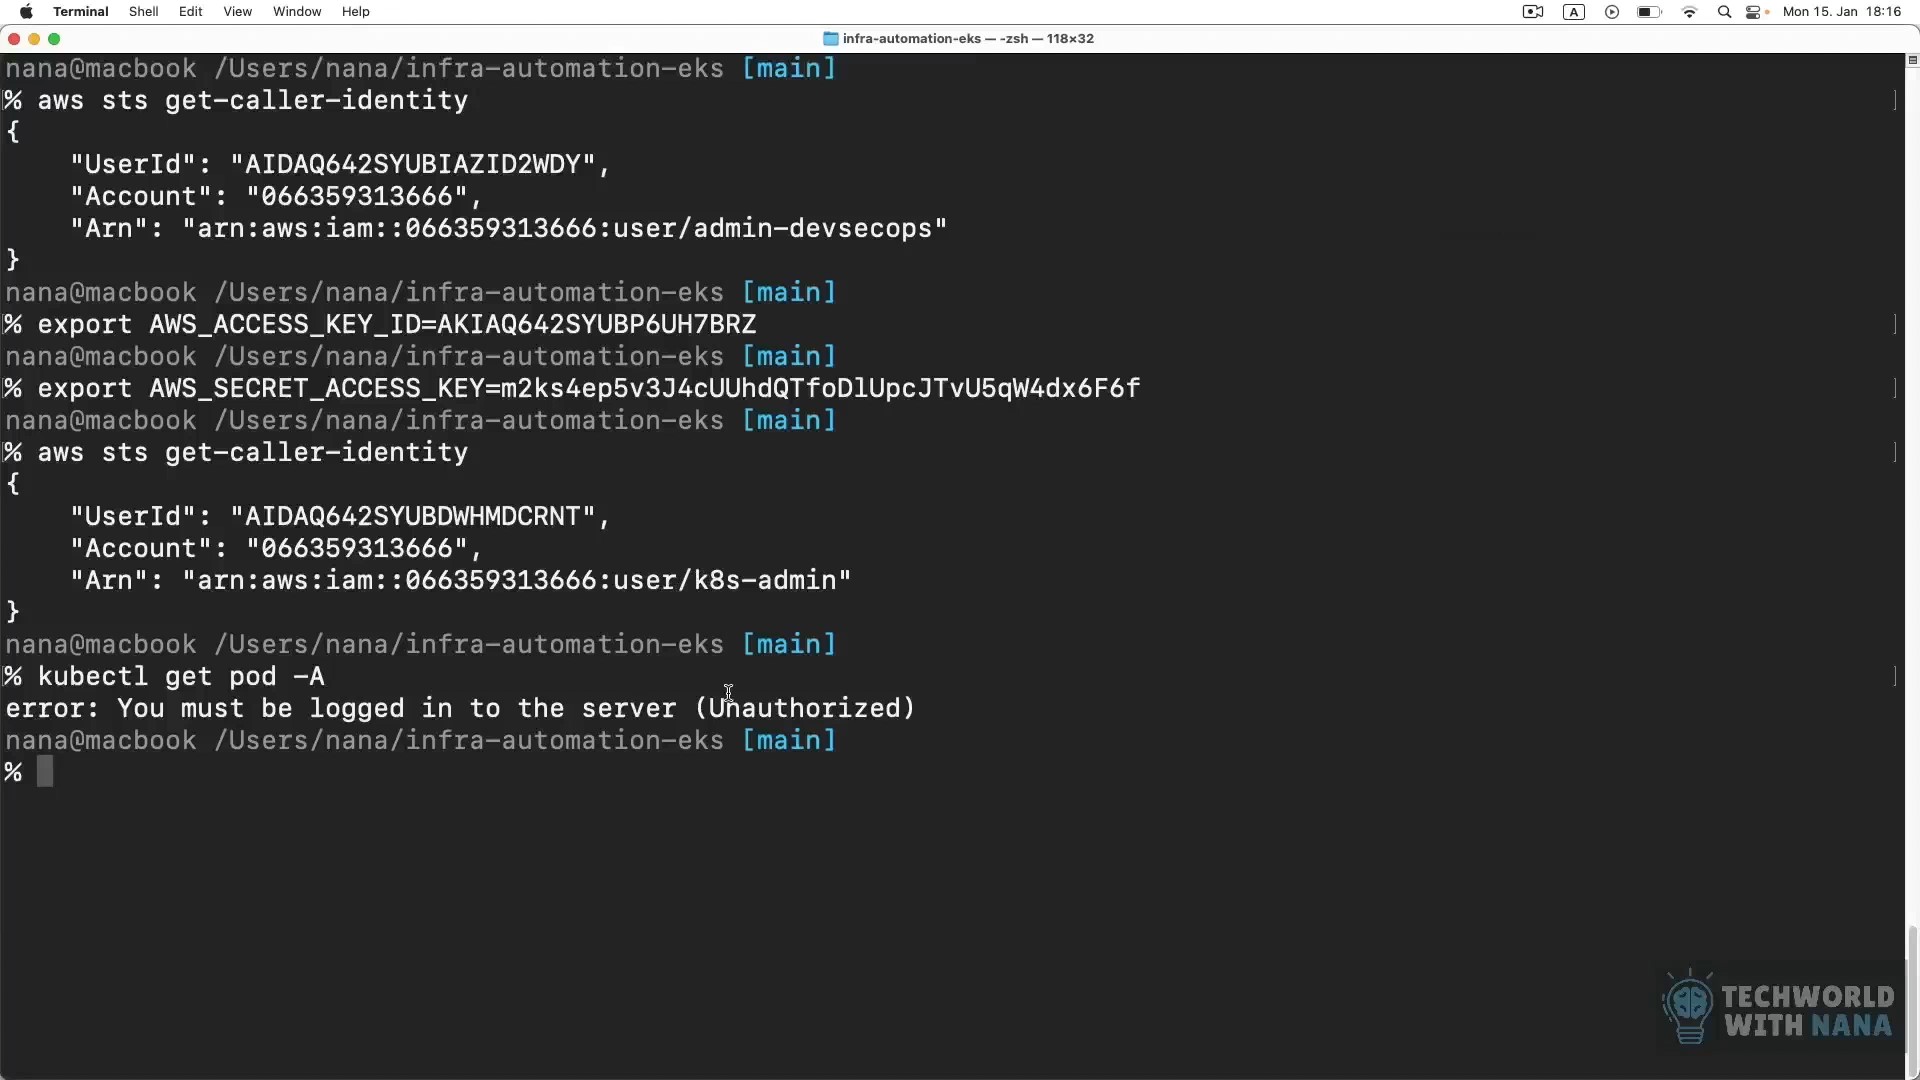 Terminal Shell Edit View Window Help A Mon 15. Jan 18:16
infra-automation-eks — -zsh — 118×32
nana@macbook /Users/nana/infra-automation-eks [main]
% aws sts get-caller-identity ]
{
    "UserId": "AIDAQ642SYUBIAZID2WDY",
    "Account": "066359313666",
    "Arn": "arn:aws:iam::066359313666:user/admin-devsecops"
}
nana@macbook /Users/nana/infra-automation-eks [main]
% export AWS_ACCESS_KEY_ID=AKIAQ642SYUBP6UH7BRZ ]
nana@macbook /Users/nana/infra-automation-eks [main]
% export AWS_SECRET_ACCESS_KEY=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 ]
nana@macbook /Users/nana/infra-automation-eks [main]
% aws sts get-caller-identity ]
{
    "UserId": "AIDAQ642SYUBDWHMDCRNT",
    "Account": "066359313666",
    "Arn": "arn:aws:iam::066359313666:user/k8s-admin"
}
nana@macbook /Users/nana/infra-automation-eks [main]
% kubectl get pod -A ]
error: You must be logged in to the server (Unauthorized)
nana@macbook /Users/nana/infra-automation-eks [main]
%
TECHWORLD
WITH NANA